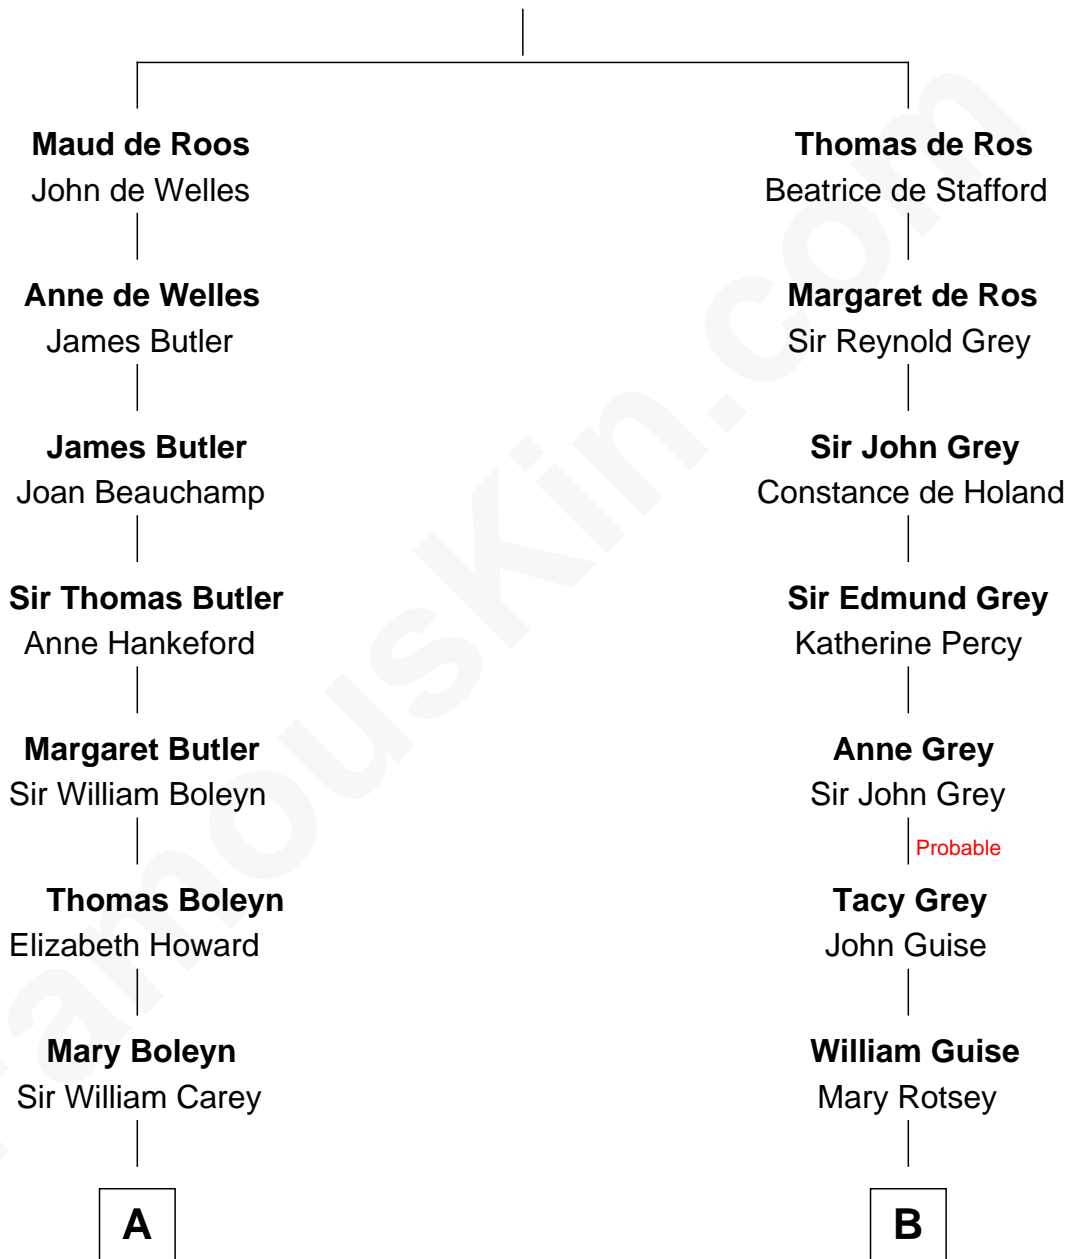 Maud de Roos
John de Welles
Anne de Welles
James Butler
James Butler
Joan Beauchamp
Sir Thomas Butler
Anne Hankeford
Margaret Butler
Sir William Boleyn
Thomas Boleyn
Elizabeth Howard
Mary Boleyn
Sir William Carey
A
Thomas de Ros
Beatrice de Stafford
Margaret de Ros
Sir Reynold Grey
Sir John Grey
Constance de Holand
Sir Edmund Grey
Katherine Percy
Anne Grey
Sir John Grey
Probable
Tacy Grey
John Guise
William Guise
Mary Rotsey
B
FamousKin.com